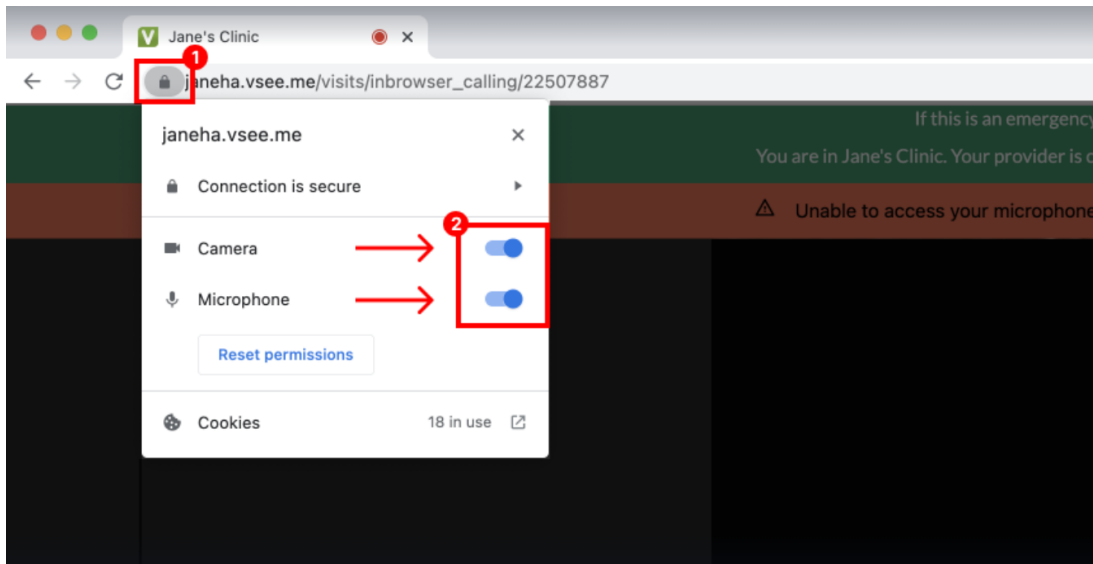 Jane's Clinic
1
janeha.vsee.me/visits/inbrowser_calling/22507887
If this is an emergency
You are in Jane's Clinic. Your provider is
Unable to access your microphone
janeha.vsee.me
Connection is secure
2
Camera
Microphone
Reset permissions
Cookies 18 in use